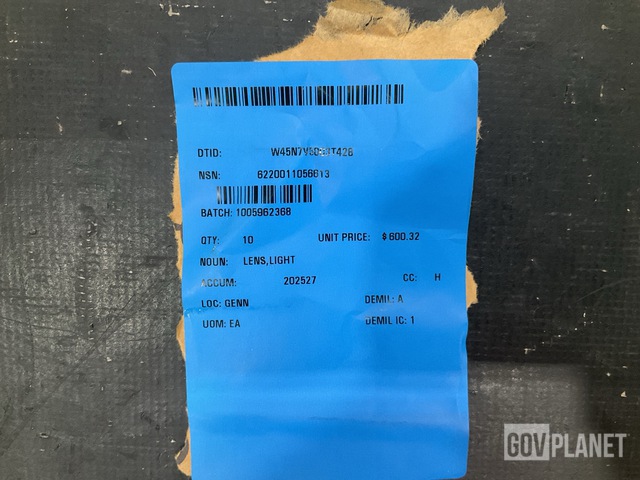 DTID:
NSN: 6220011056613
BATCH: 1005962368
QTY: 10 UNIT PRICE: $ 600.32
NOUN: LENS,LIGHT
ACCUM: 202527 CC: H
LOC: GENN DEMIL: A
UOM: EA DEMIL IC: 1
GOVPLANET